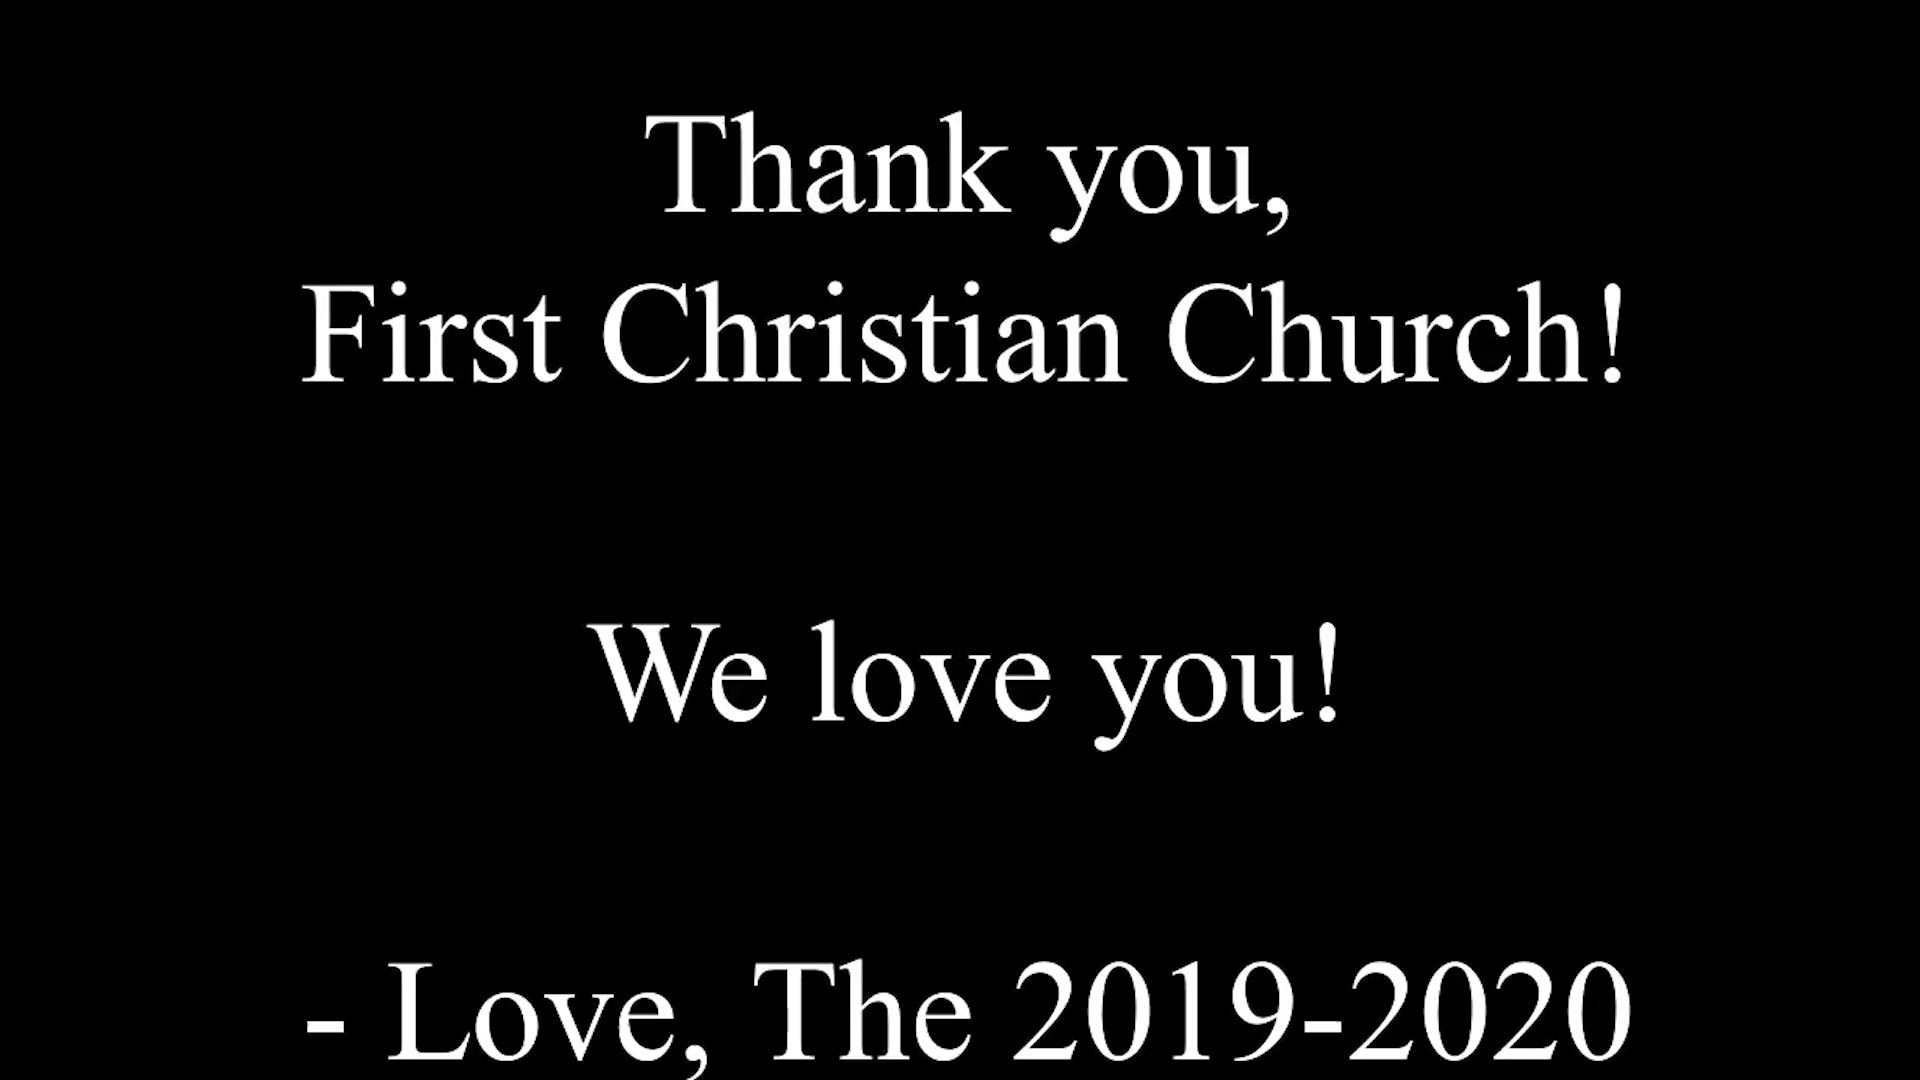 Thank you,
First Christian Church!
We love you!
- Love, The 2019-2020